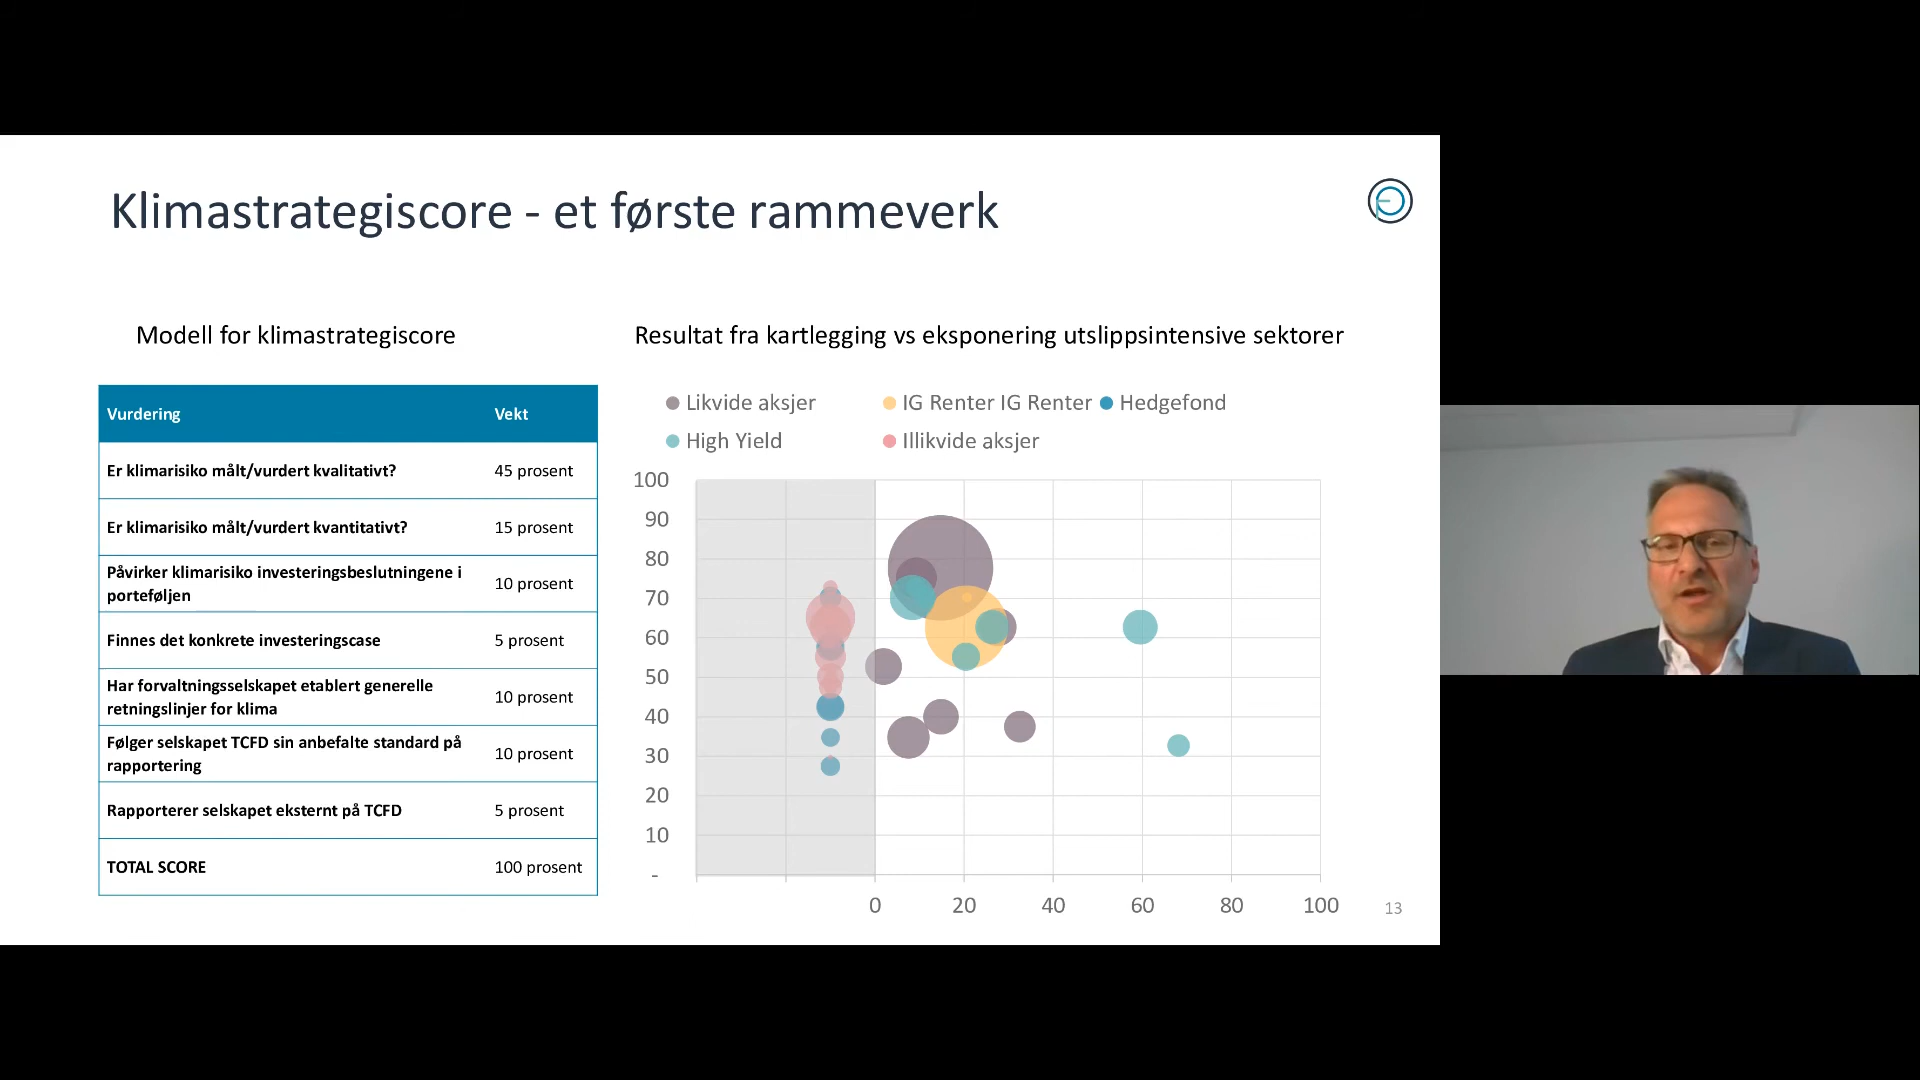 Klimastrategiscore - et første rammeverk
Modell for klimastrategiscore
Vurdering Vekt
Er klimarisiko målt/vurdert kvalitativt? 45 prosent
Er klimarisiko målt/vurdert kvantitativt? 15 prosent
Påvirker klimarisiko investeringsbeslutningene i
porteføljen 10 prosent
Finnes det konkrete investeringscase 5 prosent
Har forvaltningsselskapet etablert generelle
retningslinjer for klima 10 prosent
Følger selskapet TCFD sin anbefalte standard på
rapportering 10 prosent
Rapporterer selskapet eksternt på TCFD 5 prosent
TOTAL SCORE 100 prosent
Resultat fra kartlegging vs eksponering utslippsintensive sektorer
Likvide aksjer IG Renter IG Renter Hedgefond
High Yield Illikvide aksjer
100
90
80
70
60
50
40
30
20
10
-
0 20 40 60 80 100
13